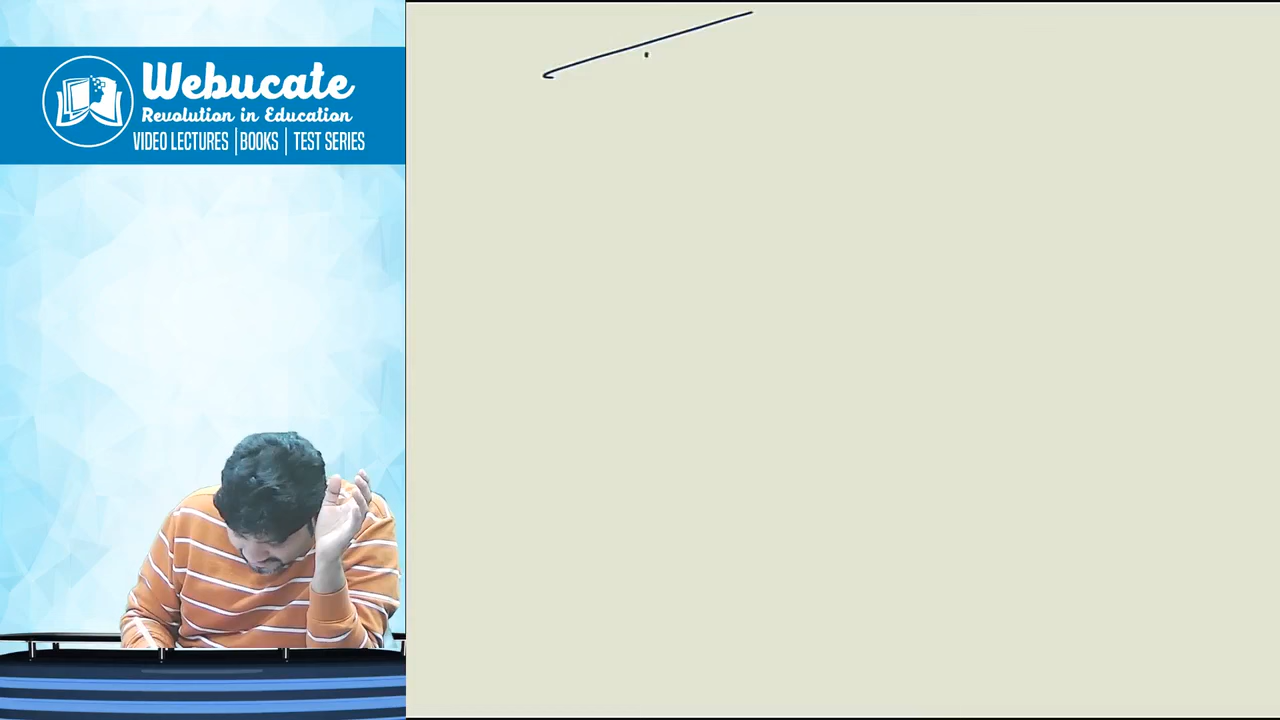 Webucate
Revolution in Education
VIDEO LECTURES | BOOKS | TEST SERIES